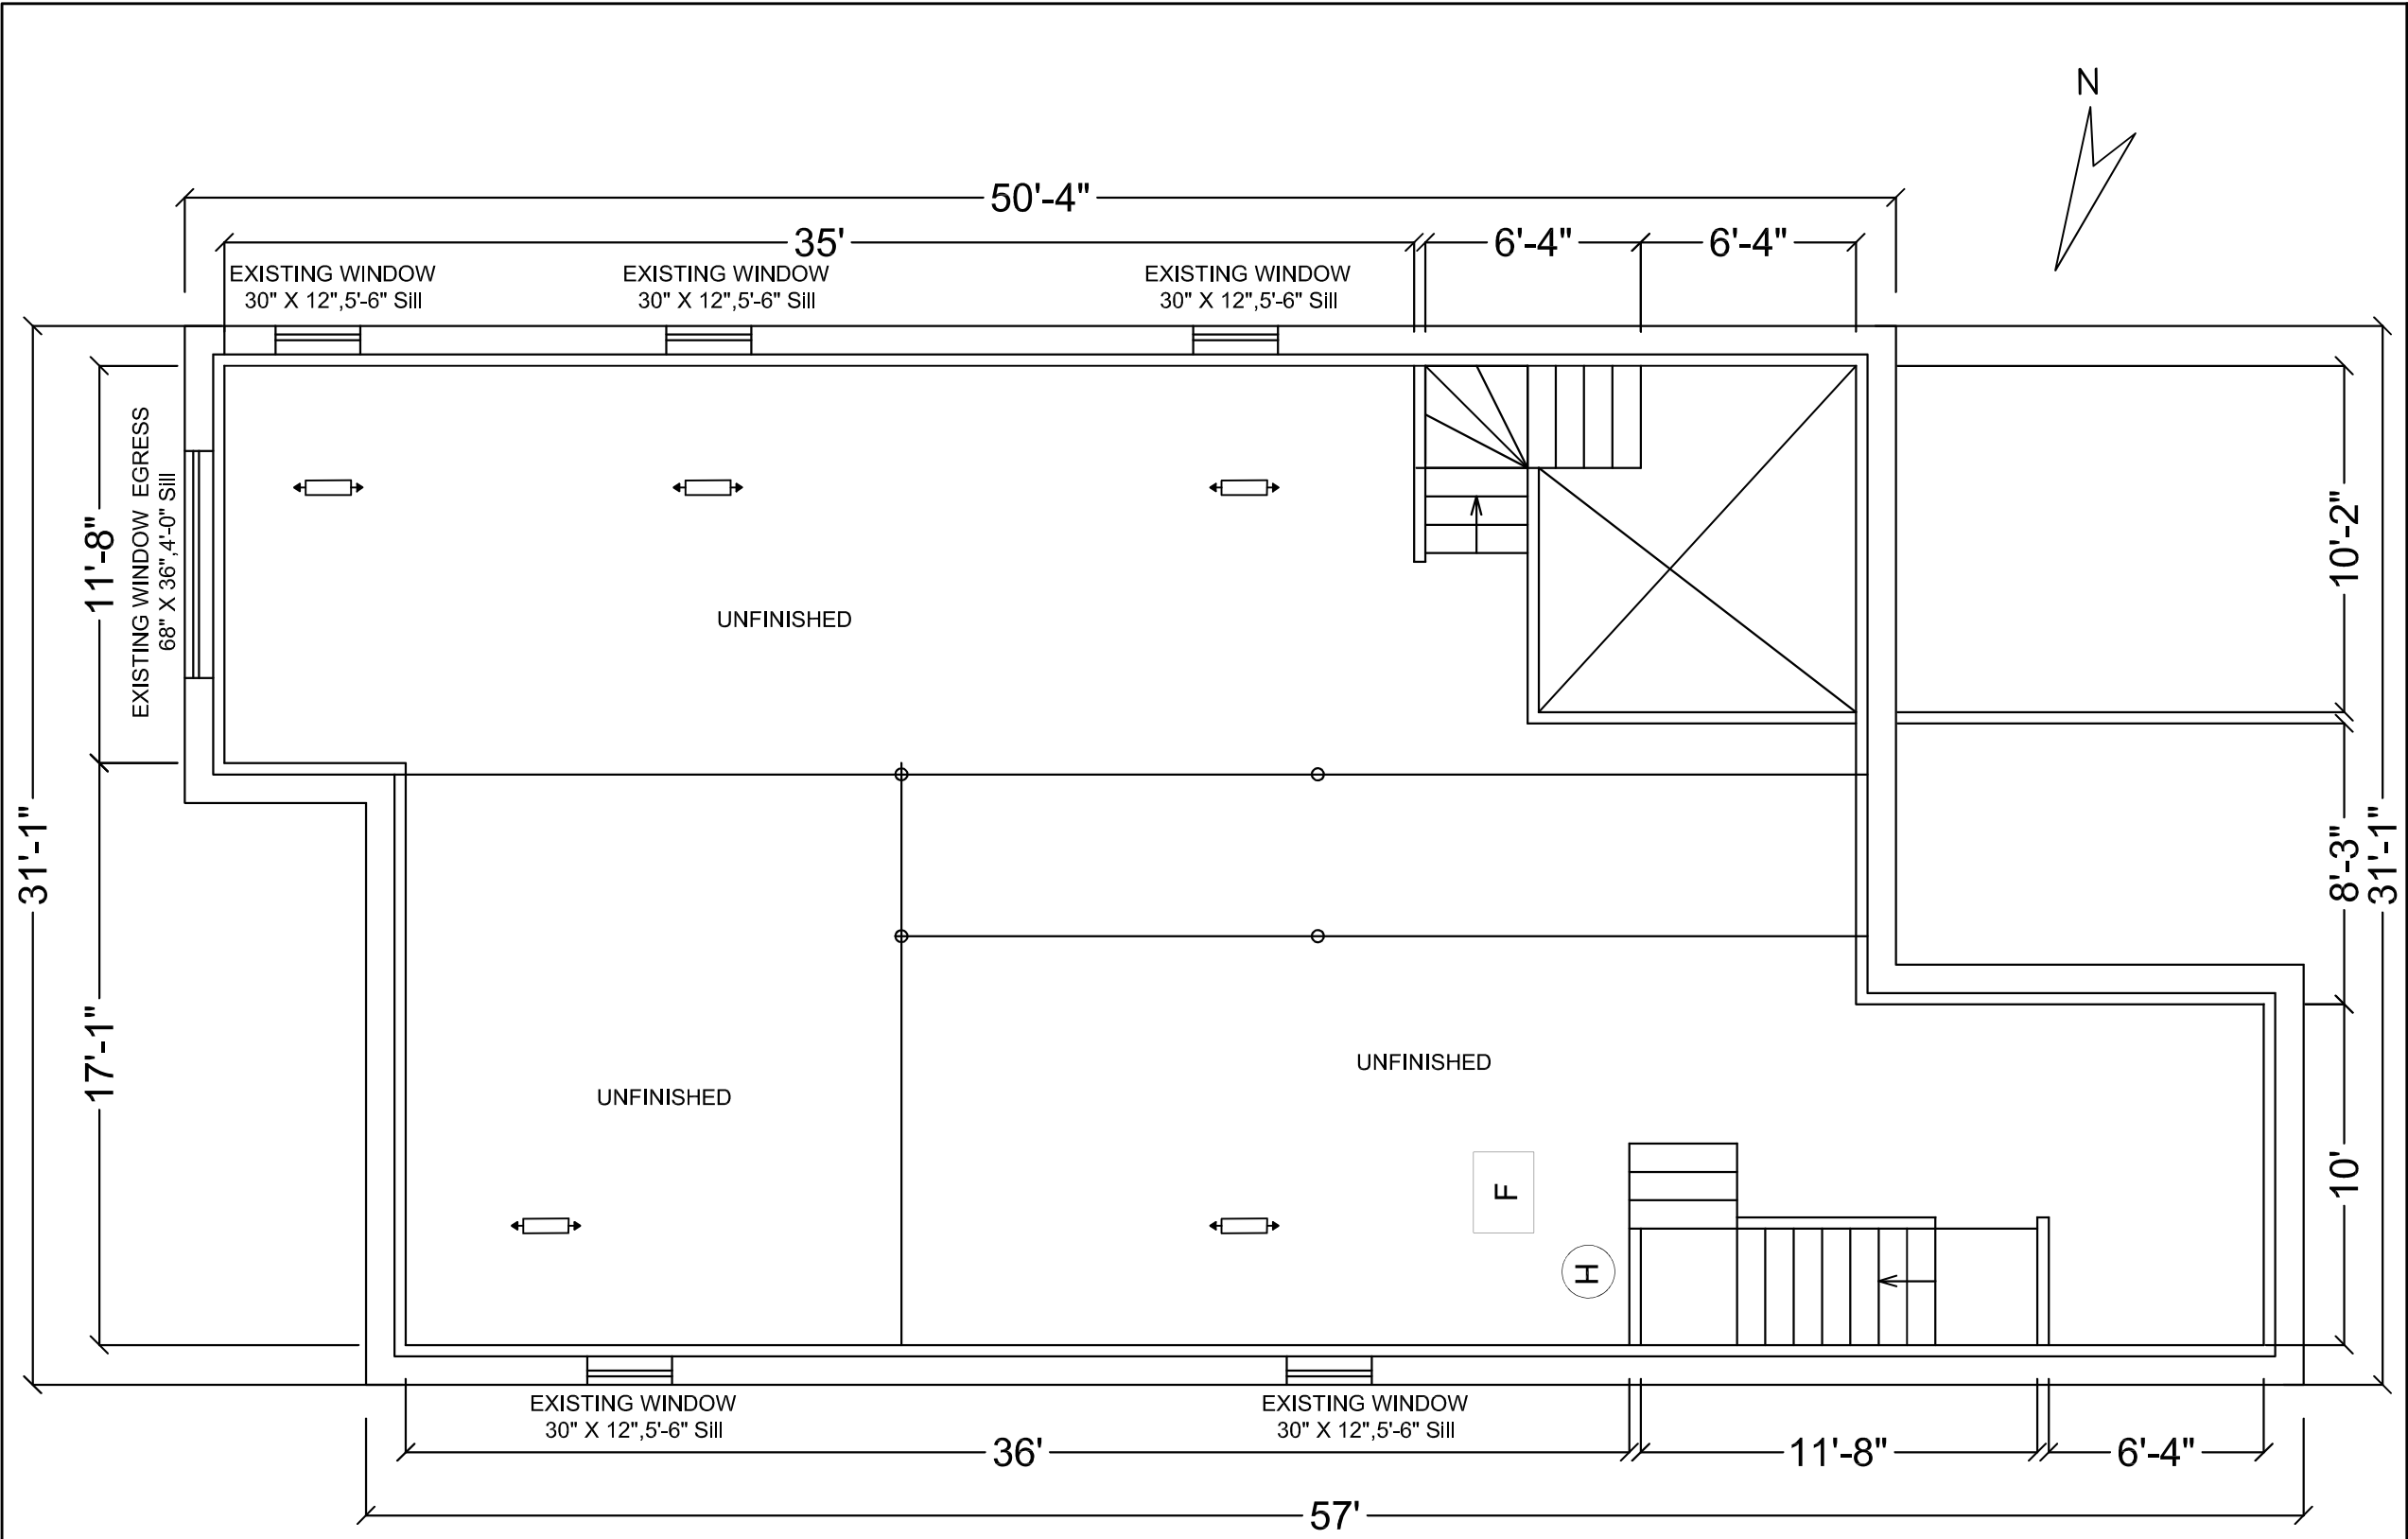 N
50'-4"
35'
6'-4"
6'-4"
EXISTING WINDOW
30" X 12",5'-6" Sill
EXISTING WINDOW
30" X 12",5'-6" Sill
EXISTING WINDOW
30" X 12",5'-6" Sill
EXISTING WINDOW EGRESS
68" X 36",4'-0" Sill
11'-8"
10'-2"
UNFINISHED
31'-1"
8'-3"
31'-1"
17'-1"
UNFINISHED
UNFINISHED
10'
F
H
EXISTING WINDOW
30" X 12",5'-6" Sill
EXISTING WINDOW
30" X 12",5'-6" Sill
36'
11'-8"
6'-4"
57'